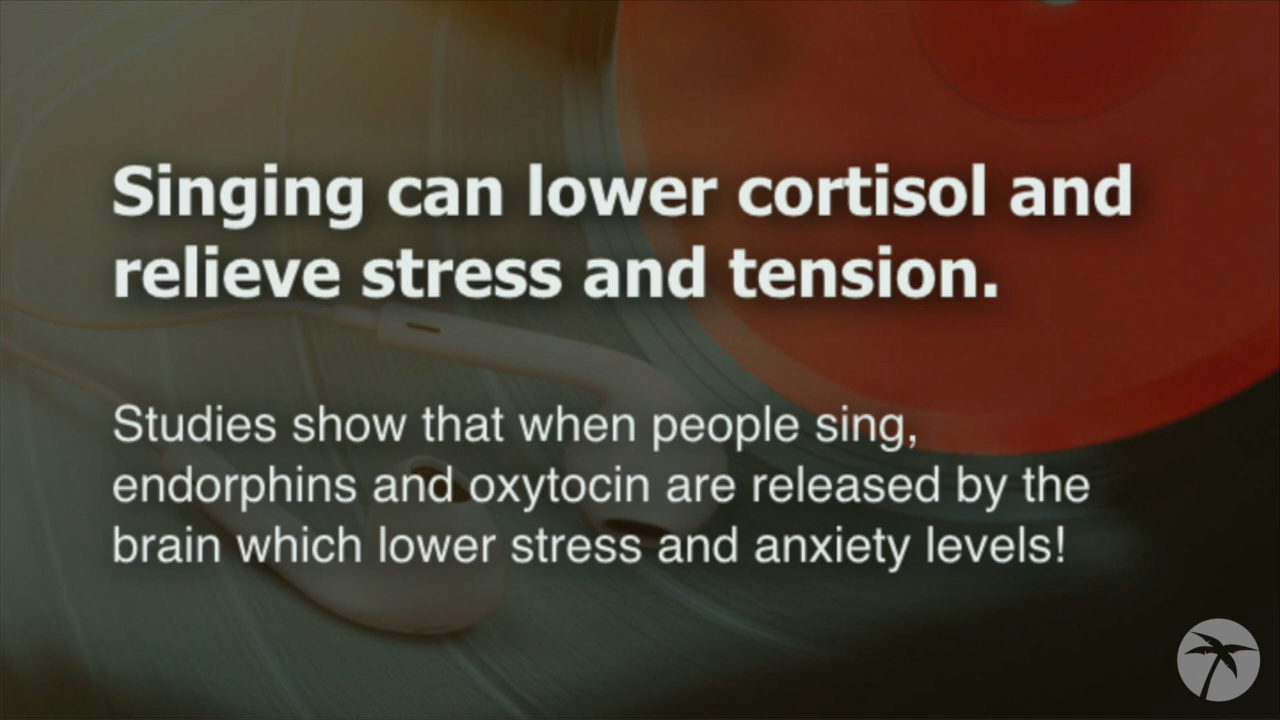 Singing can lower cortisol and
relieve stress and tension.
Studies show that when people sing,
endorphins and oxytocin are released by the
brain which lower stress and anxiety levels!